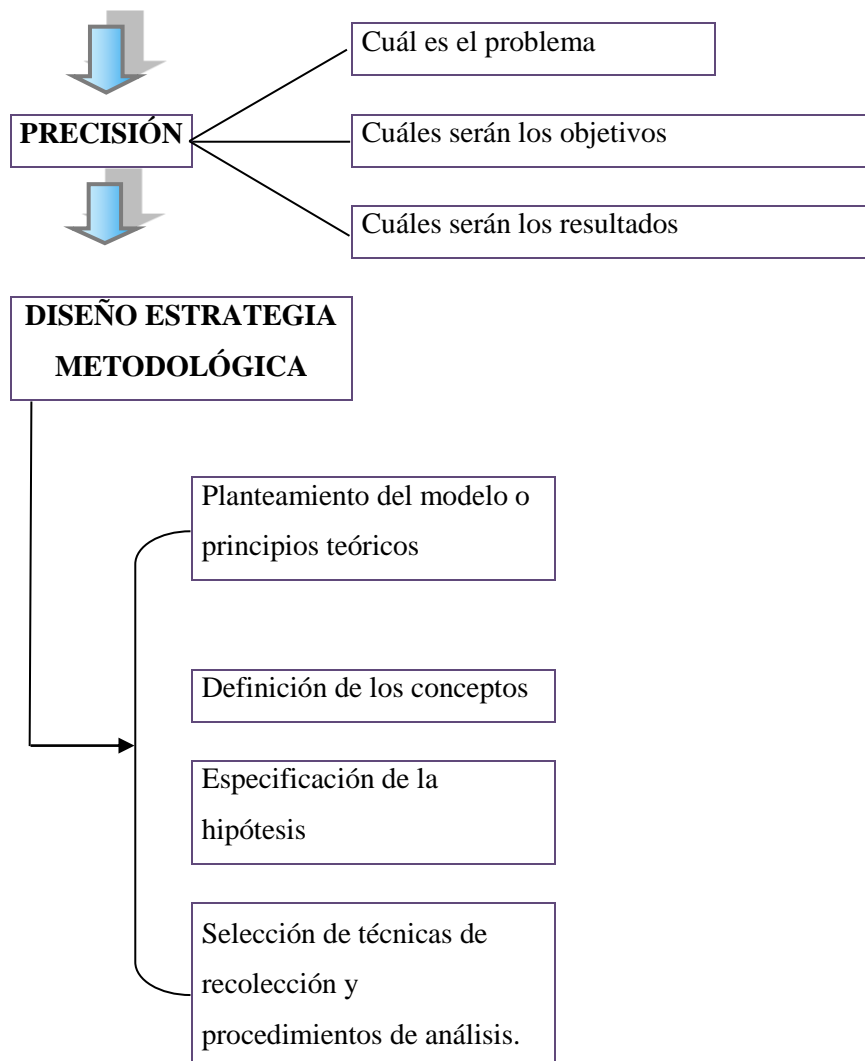 Cuál es el problema
PRECISIÓN
Cuáles serán los objetivos
Cuáles serán los resultados
DISEÑO ESTRATEGIA
METODOLÓGICA
Planteamiento del modelo o
principios teóricos
Definición de los conceptos
Especificación de la
hipótesis
Selección de técnicas de
recolección y
procedimientos de análisis.